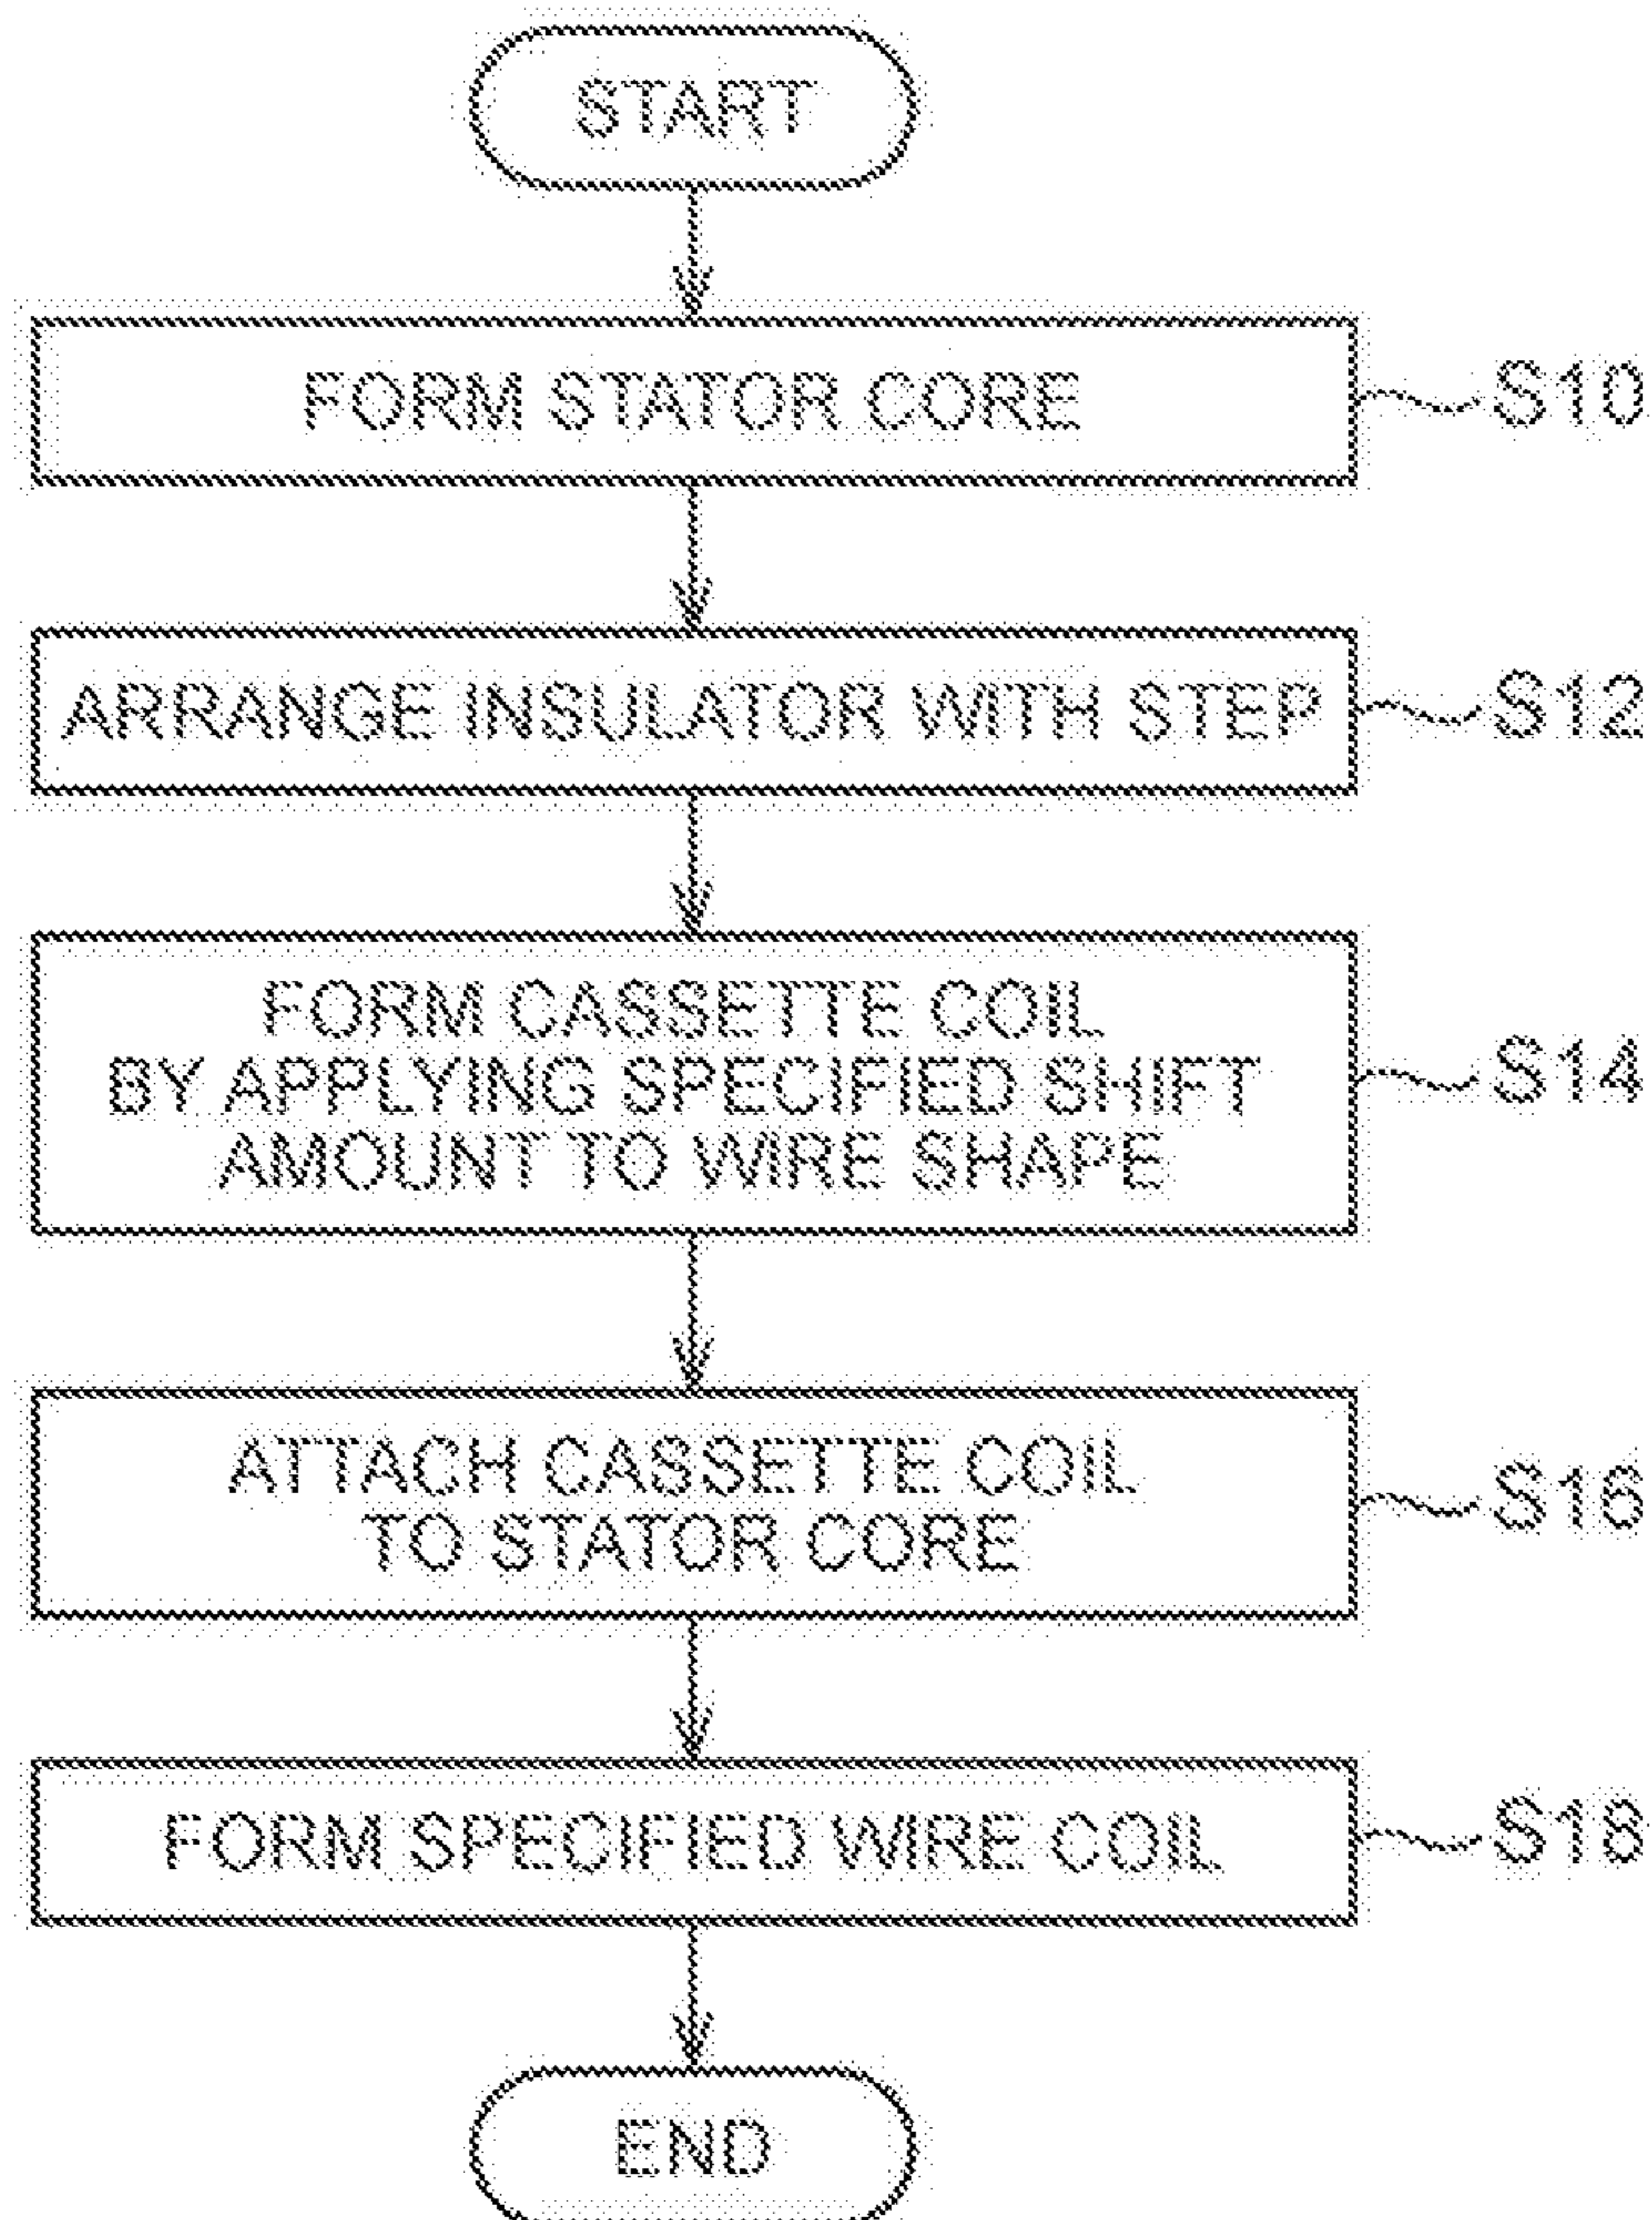 START
FORM STATOR CORE
S10
ARRANGE INSULATOR WITH STEP
S12
FORM CASSETTE COIL
BY APPLYING SPECIFIED SHIFT
AMOUNT TO WIRE SHAPE
S14
ATTACH CASSETTE COIL
TO STATOR CORE
S16
FORM SPECIFIED WIRE COIL
S18
END